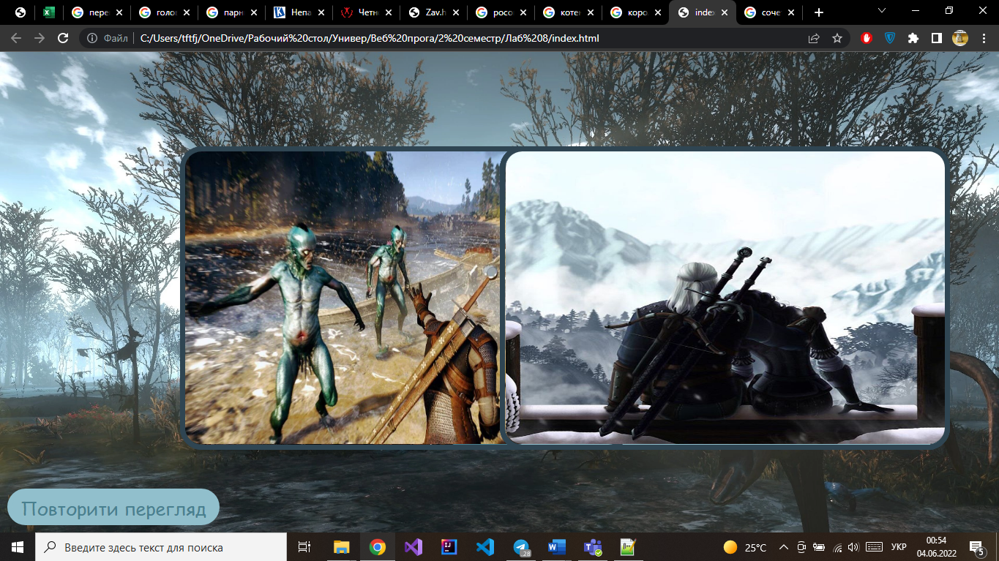 пере
голо
парн
Непа
Четн
Zav.h
росо
коте
коро
index
соче
Файл
C:/Users/tftfj/OneDrive/Рабочий%20стол/Универ/Веб%20прога/2%20семестр/Лаб%208/index.html
Повторити перегляд
Введите здесь текст для поиска
28
25°C
УКР
00:54
04.06.2022
5